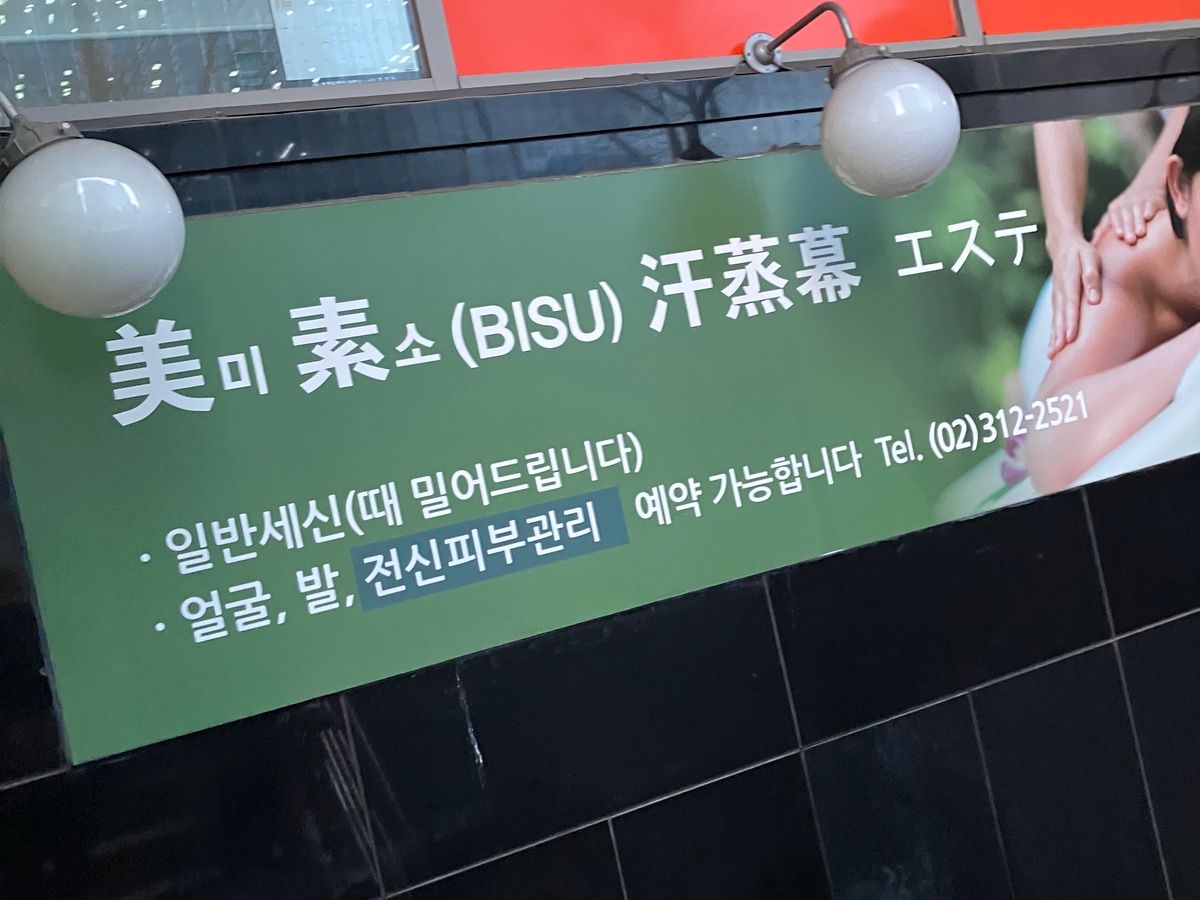 美미 素소 (BISU) 汗蒸幕 エステ
· 일반세신(때 밀어드립니다)
· 얼굴, 발, 전신피부관리 예약 가능합니다 Tel. (02)312-2521